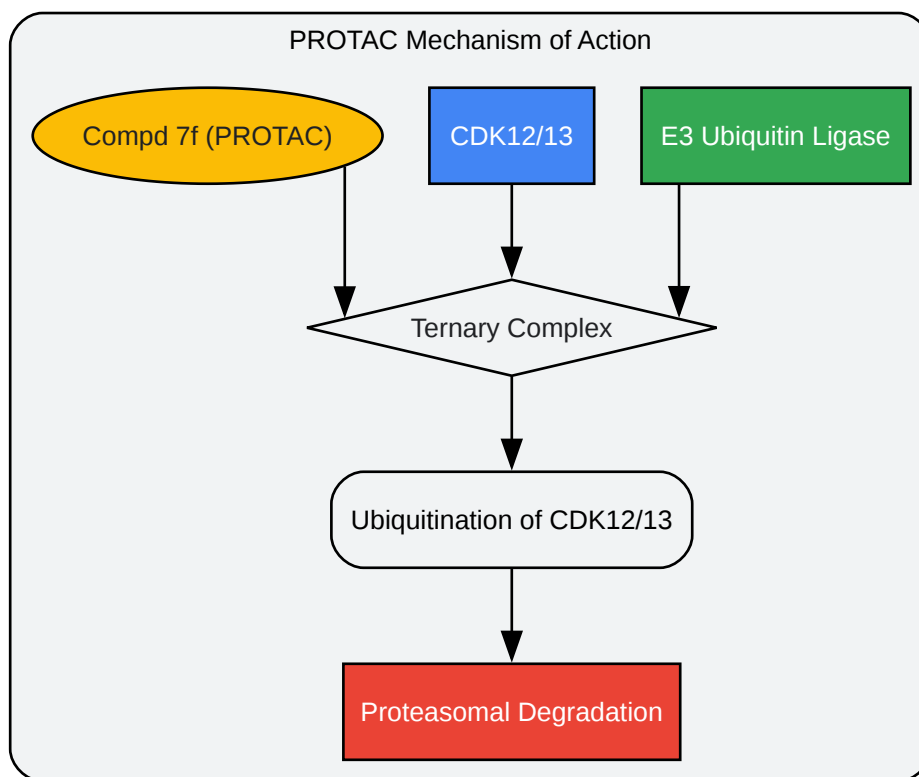 PROTAC Mechanism of Action
Compd 7f (PROTAC)
CDK12/13
E3 Ubiquitin Ligase
Ternary Complex
Ubiquitination of CDK12/13
Proteasomal Degradation